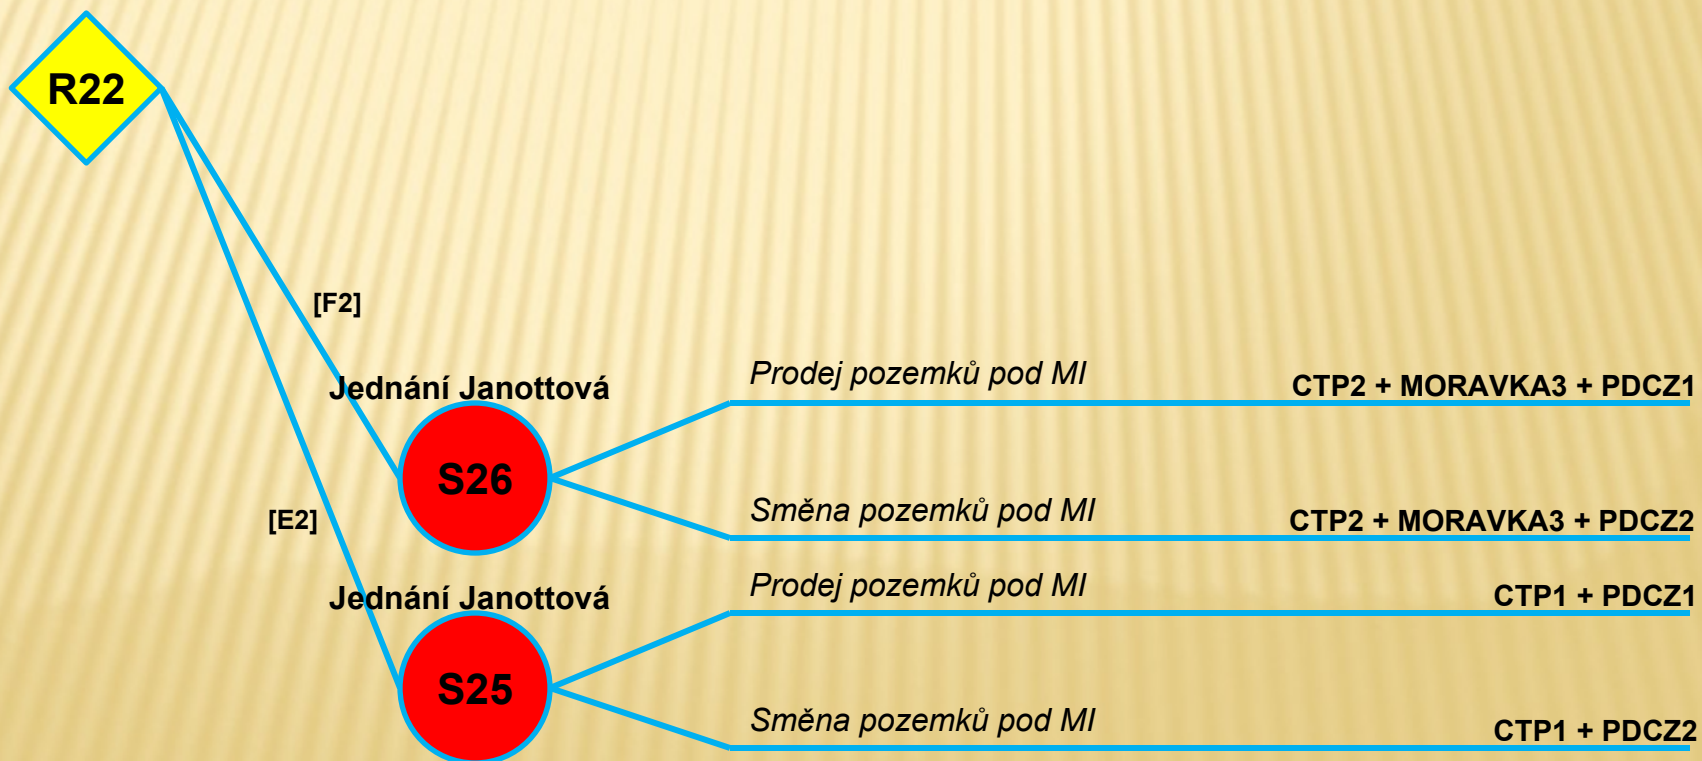 R22
[F2]
Jednání Janottová
S26
Prodej pozemků pod MI
CTP2 + MORAVKA3 + PDCZ1
Směna pozemků pod MI
CTP2 + MORAVKA3 + PDCZ2
[E2]
Jednání Janottová
S25
Prodej pozemků pod MI
CTP1 + PDCZ1
Směna pozemků pod MI
CTP1 + PDCZ2